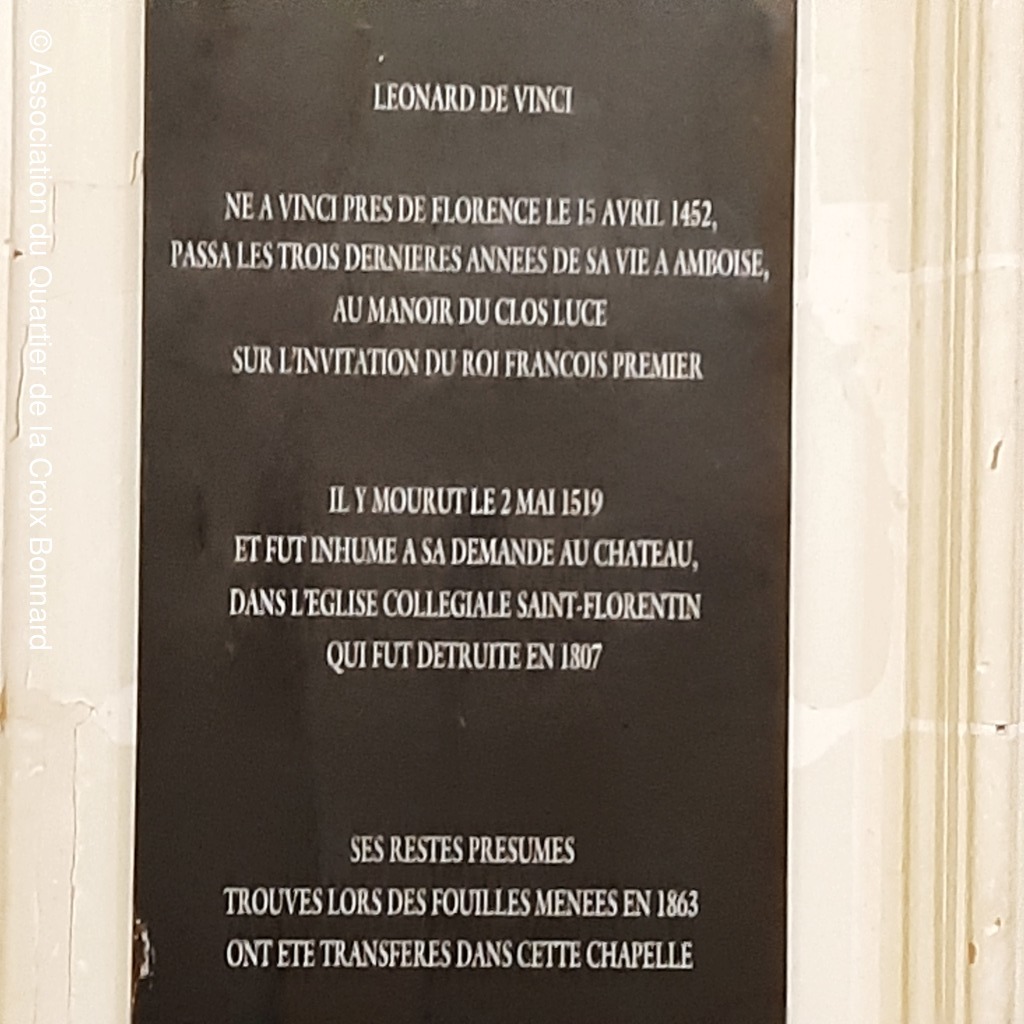 LEONARD DE VINCI
NE A VINCI PRES DE FLORENCE LE 15 AVRIL 1452,
PASSA LES TROIS DERNIERES ANNEES DE SA VIE A AMBOISE,
AU MANOIR DU CLOS LUCE
SUR L'INVITATION DU ROI FRANCOIS PREMIER
IL Y MOURUT LE 2 MAI 1519
ET FUT INHUME A SA DEMANDE AU CHATEAU,
DANS L'EGLISE COLLEGIALE SAINT-FLORENTIN
QUI FUT DETRUITE EN 1807
SES RESTES PRESUMES
TROUVES LORS DES FOUILLES MENEES EN 1863
ONT ETE TRANSFERES DANS CETTE CHAPELLE
© Association du Quartier de la Croix Bonnard